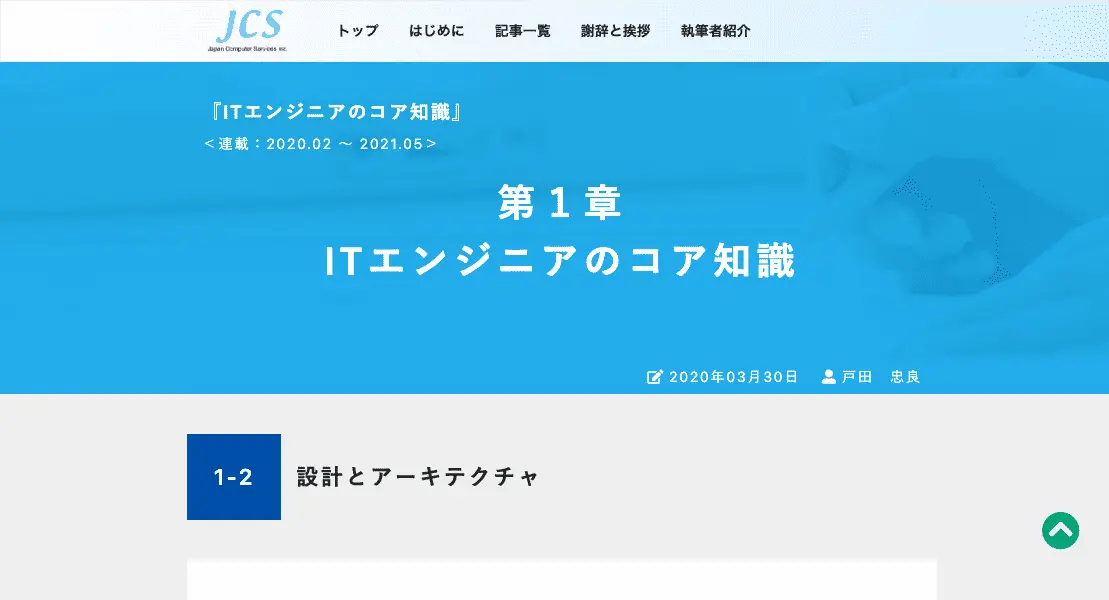 JCS
Japan Computer Services Inc.
トップ はじめに 記事一覧 謝辞と挨拶 執筆者紹介
『ITエンジニアのコア知識』
<連載：2020.02 ～ 2021.05>
第１章
ITエンジニアのコア知識
2020年03月30日 戸田　忠良
1-2 設計とアーキテクチャ